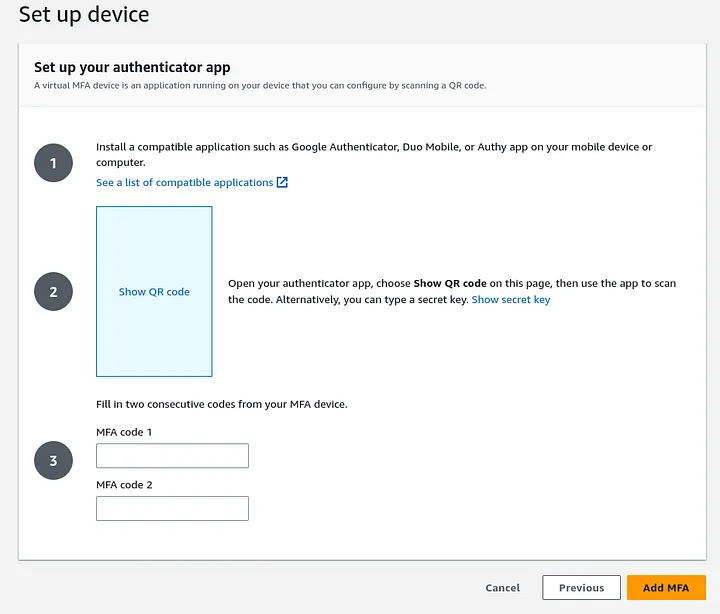 Set up device
Set up your authenticator app
A virtual MFA device is an application running on your device that you can configure by scanning a QR code.
1
Install a compatible application such as Google Authenticator, Duo Mobile, or Authy app on your mobile device or
computer.
See a list of compatible applications
2
Show QR code
Open your authenticator app, choose Show QR code on this page, then use the app to scan
the code. Alternatively, you can type a secret key. Show secret key
3
Fill in two consecutive codes from your MFA device.
MFA code 1
MFA code 2
Cancel
Previous
Add MFA